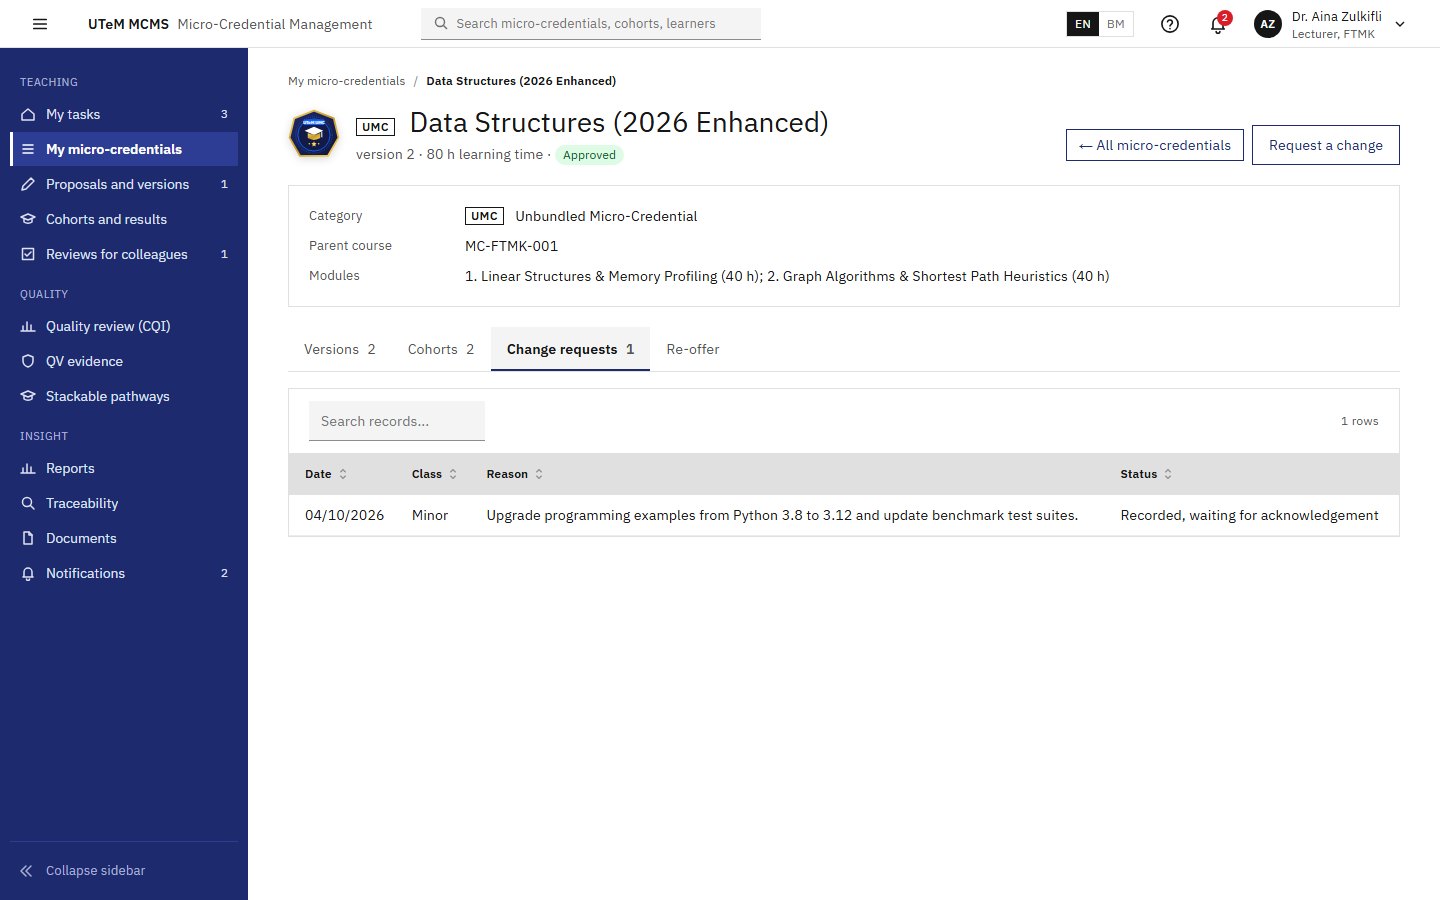 UTeM MCMS Micro-Credential Management
Search micro-credentials, cohorts, learners
EN BM
2
AZ
Dr. Aina Zulkifli
Lecturer, FTMK
TEACHING
My tasks 3
My micro-credentials
Proposals and versions 1
Cohorts and results
Reviews for colleagues 1
QUALITY
Quality review (CQI)
QV evidence
Stackable pathways
INSIGHT
Reports
Traceability
Documents
Notifications 2
Collapse sidebar
My micro-credentials / Data Structures (2026 Enhanced)
UMC Data Structures (2026 Enhanced)
version 2 · 80 h learning time · Approved
← All micro-credentials
Request a change
Category UMC Unbundled Micro-Credential
Parent course MC-FTMK-001
Modules 1. Linear Structures & Memory Profiling (40 h); 2. Graph Algorithms & Shortest Path Heuristics (40 h)
Versions 2 Cohorts 2 Change requests 1 Re-offer
Search records... 1 rows
Date Class Reason Status
04/10/2026 Minor Upgrade programming examples from Python 3.8 to 3.12 and update benchmark test suites. Recorded, waiting for acknowledgement